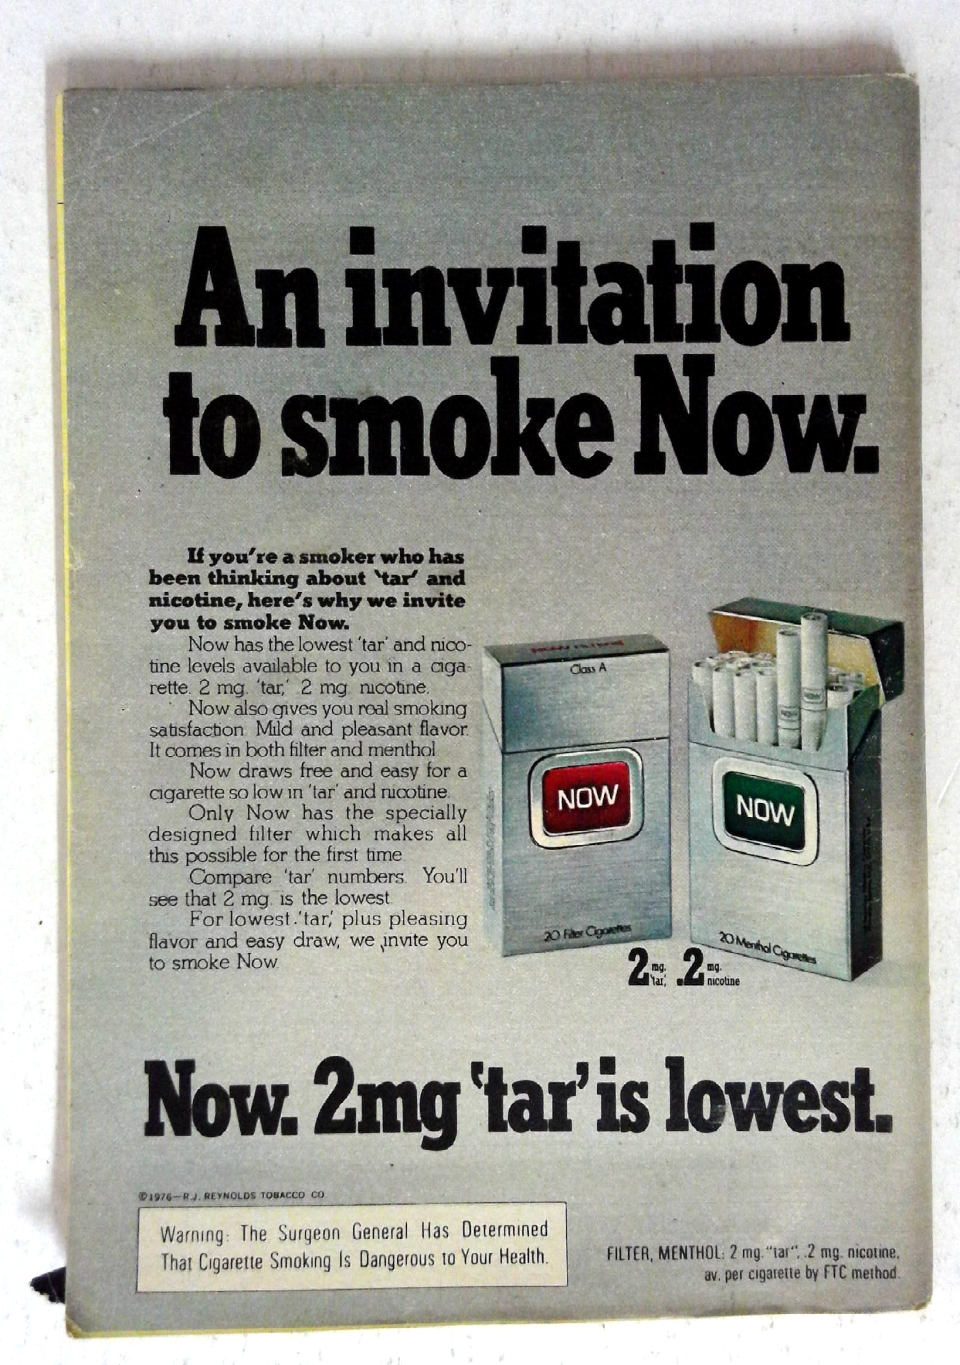 An invitation
to smoke Now.
If you're a smoker who has
been thinking about 'tar' and
nicotine, here's why we invite
you to smoke Now.
Now has the lowest 'tar' and nico-
tine levels available to you in a ciga-
rette. 2 mg. 'tar,' .2 mg. nicotine.
Now also gives you real smoking
satisfaction. Mild and pleasant flavor.
It comes in both filter and menthol.
Now draws free and easy for a
cigarette so low in 'tar' and nicotine.
Only Now has the specially
designed filter which makes all
this possible for the first time.
Compare 'tar' numbers. You'll
see that 2 mg. is the lowest.
For lowest 'tar,' plus pleasing
flavor and easy draw, we invite you
to smoke Now.
Class A
NOW
20 Filter Cigarettes
NOW
20 Menthol Cigarettes
2 mg. 'tar,' .2 mg. nicotine
Now. 2mg 'tar' is lowest.
©1976—R.J. REYNOLDS TOBACCO CO.
Warning: The Surgeon General Has Determined
That Cigarette Smoking Is Dangerous to Your Health.
FILTER, MENTHOL: 2 mg. "tar", .2 mg. nicotine,
av. per cigarette by FTC method.